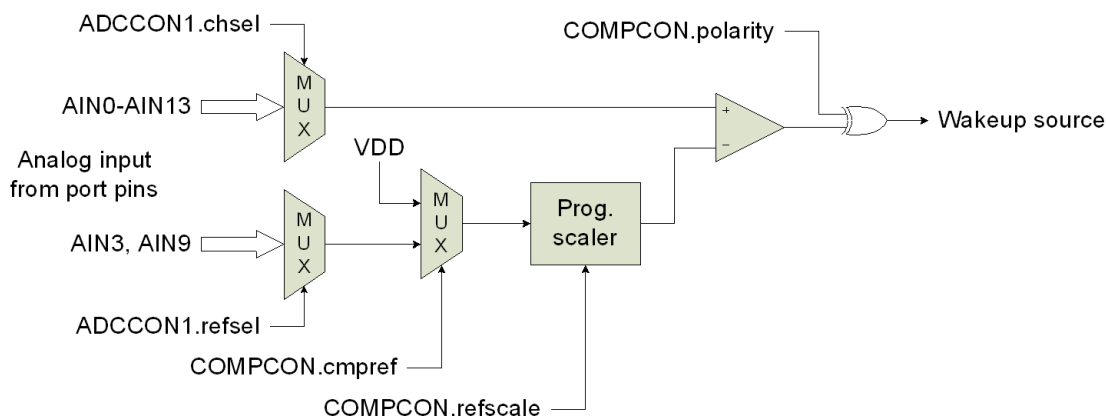 ADCCON1.chsel
COMPCON.polarity
M
U
X
AIN0-AIN13
+
Wakeup source
VDD
−
Analog input
from port pins
M
U
X
M
U
X
Prog.
scaler
AIN3, AIN9
ADCCON1.refsel
COMPCON.cmpref
COMPCON.refscale